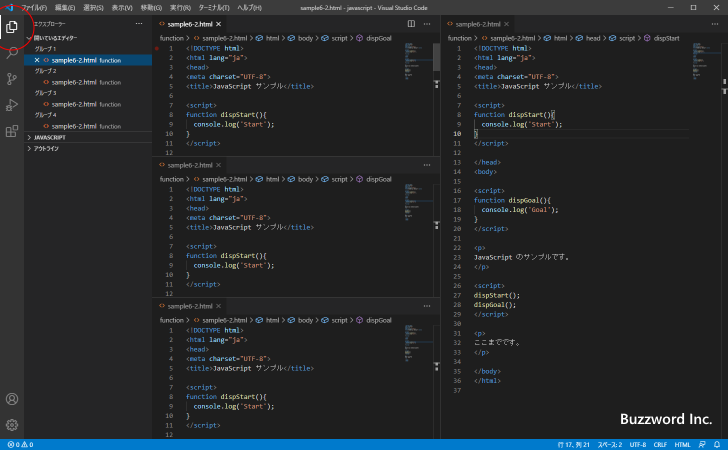 ファイル(F) 編集(E) 選択(S) 表示(V) 移動(G) 実行(R) ターミナル(T) ヘルプ(H) sample6-2.html - javascript - Visual Studio Code
エクスプローラー
開いているエディター
グループ 1
sample6-2.html function
グループ 2
sample6-2.html function
グループ 3
sample6-2.html function
グループ 4
sample6-2.html function
JAVASCRIPT
アウトライン
sample6-2.html
function > sample6-2.html > html > body > script > dispGoal
1 <!DOCTYPE html>
2 <html lang="ja">
3 <head>
4 <meta charset="UTF-8">
5 <title>JavaScript サンプル</title>
6
7 <script>
8 function dispStart(){
9 console.log('Start');
10 }
11 </script>
12
sample6-2.html
function > sample6-2.html > html > body > script > dispGoal
1 <!DOCTYPE html>
2 <html lang="ja">
3 <head>
4 <meta charset="UTF-8">
5 <title>JavaScript サンプル</title>
6
7 <script>
8 function dispStart(){
9 console.log('Start');
10 }
11 </script>
12
sample6-2.html
function > sample6-2.html > html > body > script > dispGoal
1 <!DOCTYPE html>
2 <html lang="ja">
3 <head>
4 <meta charset="UTF-8">
5 <title>JavaScript サンプル</title>
6
7 <script>
8 function dispStart(){
9 console.log('Start');
10 }
11 </script>
12
sample6-2.html
function > sample6-2.html > html > head > script > dispStart
1 <!DOCTYPE html>
2 <html lang="ja">
3 <head>
4 <meta charset="UTF-8">
5 <title>JavaScript サンプル</title>
6
7 <script>
8 function dispStart(){
9 console.log('Start');
10 }
11 </script>
12
13 </head>
14 <body>
15
16 <script>
17 function dispGoal(){
18 console.log('Goal');
19 }
20 </script>
21
22 <p>
23 JavaScript のサンプルです。
24 </p>
25
26 <script>
27 dispStart();
28 dispGoal();
29 </script>
30
31 <p>
32 ここまでです。
33 </p>
34
35 </body>
36 </html>
37
Buzzword Inc.
0 0 行 17、列 21 スペース: 2 UTF-8 CRLF HTML